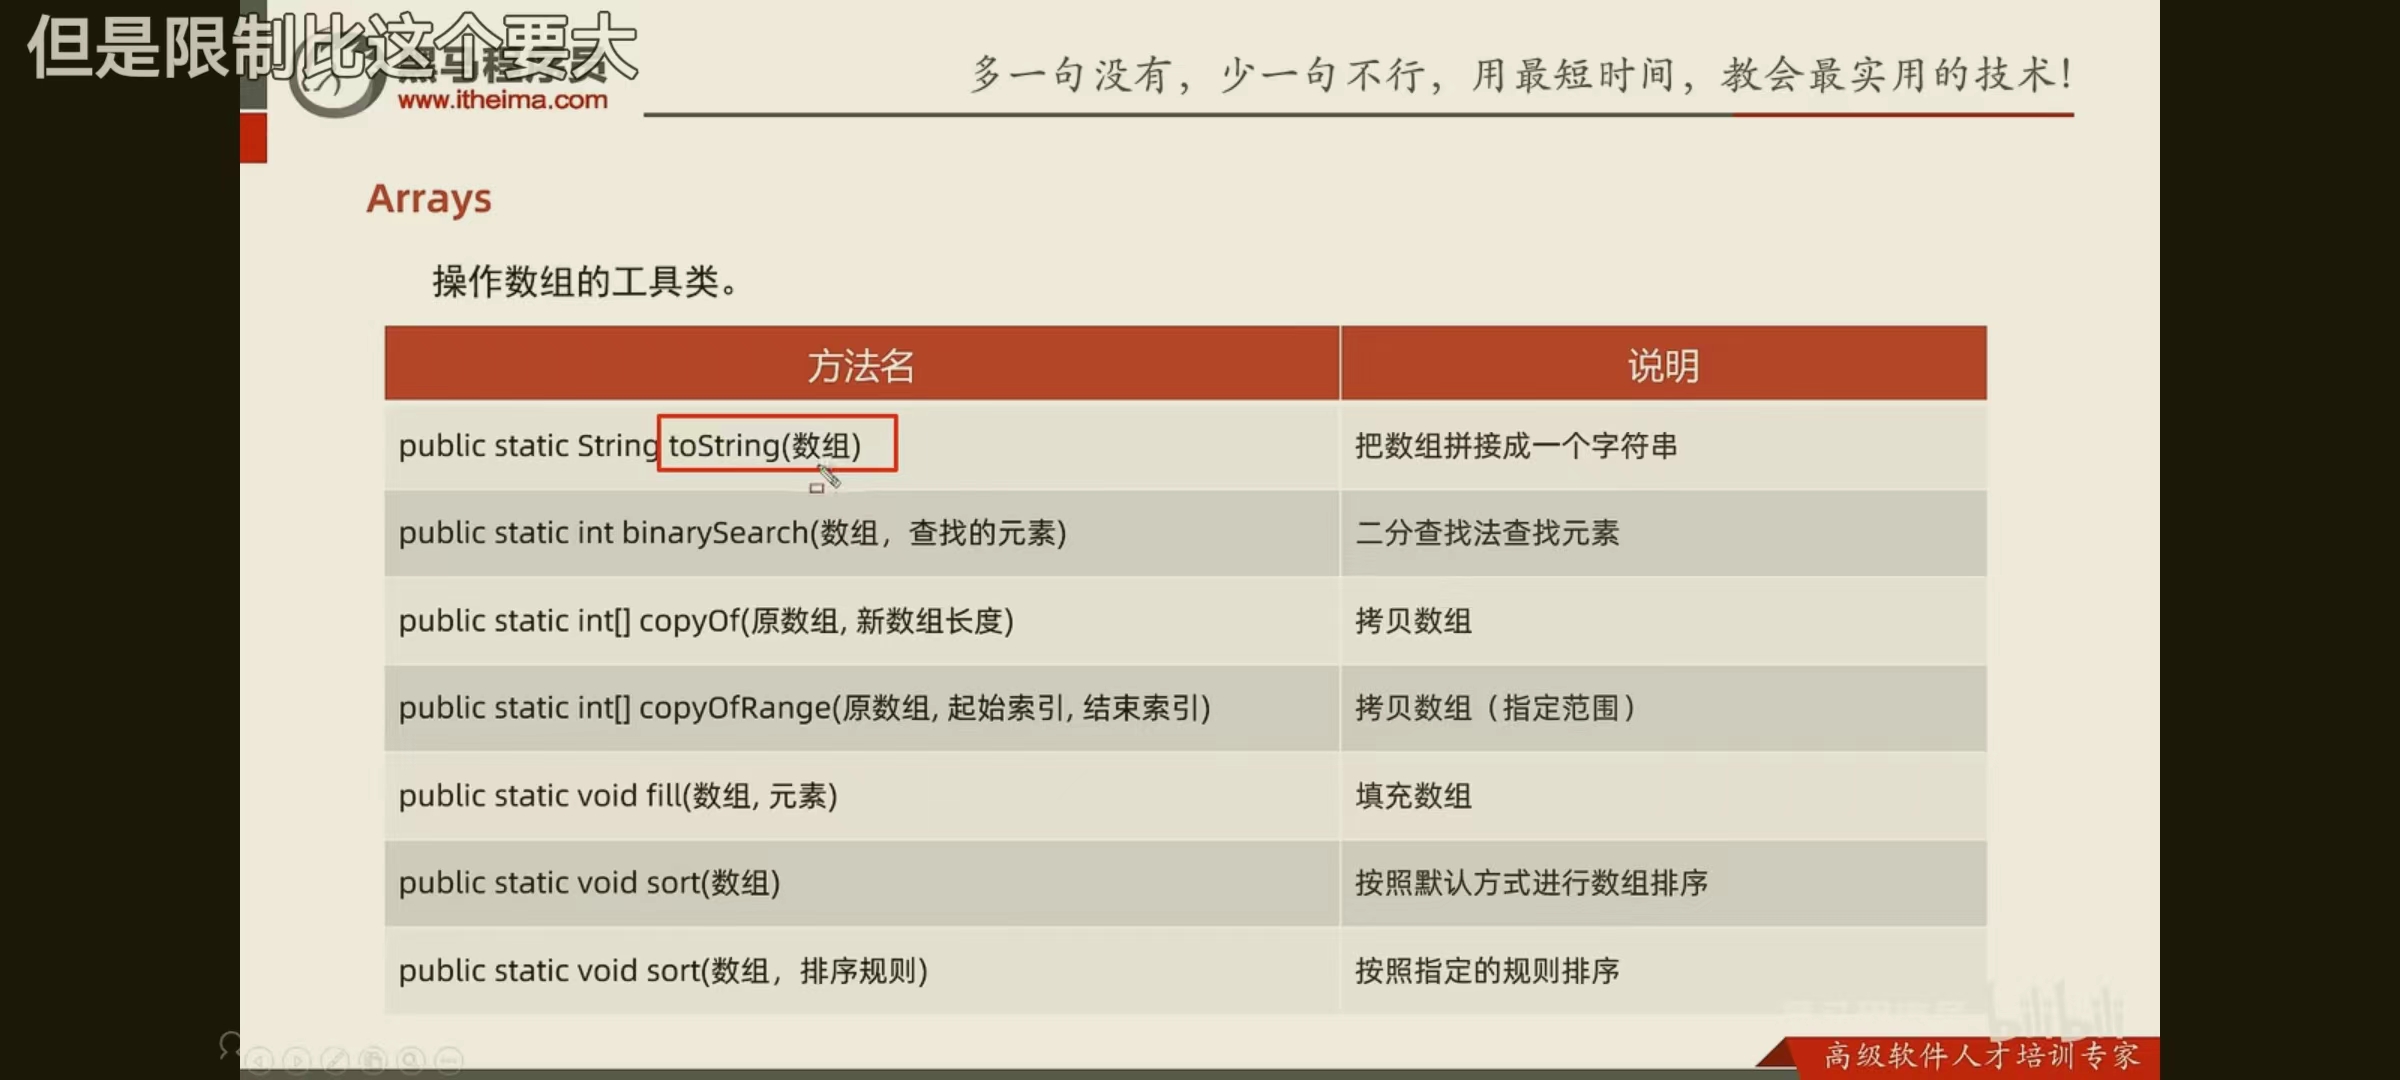 但是限制比这个要大
黑马程序员
www.itheima.com
多一句没有，少一句不行，用最短时间，教会最实用的技术！
Arrays
操作数组的工具类。
方法名 说明
public static String toString(数组) 把数组拼接成一个字符串
public static int binarySearch(数组，查找的元素) 二分查找法查找元素
public static int[] copyOf(原数组, 新数组长度) 拷贝数组
public static int[] copyOfRange(原数组, 起始索引, 结束索引) 拷贝数组（指定范围）
public static void fill(数组, 元素) 填充数组
public static void sort(数组) 按照默认方式进行数组排序
public static void sort(数组，排序规则) 按照指定的规则排序
bilibili
高级软件人才培训专家